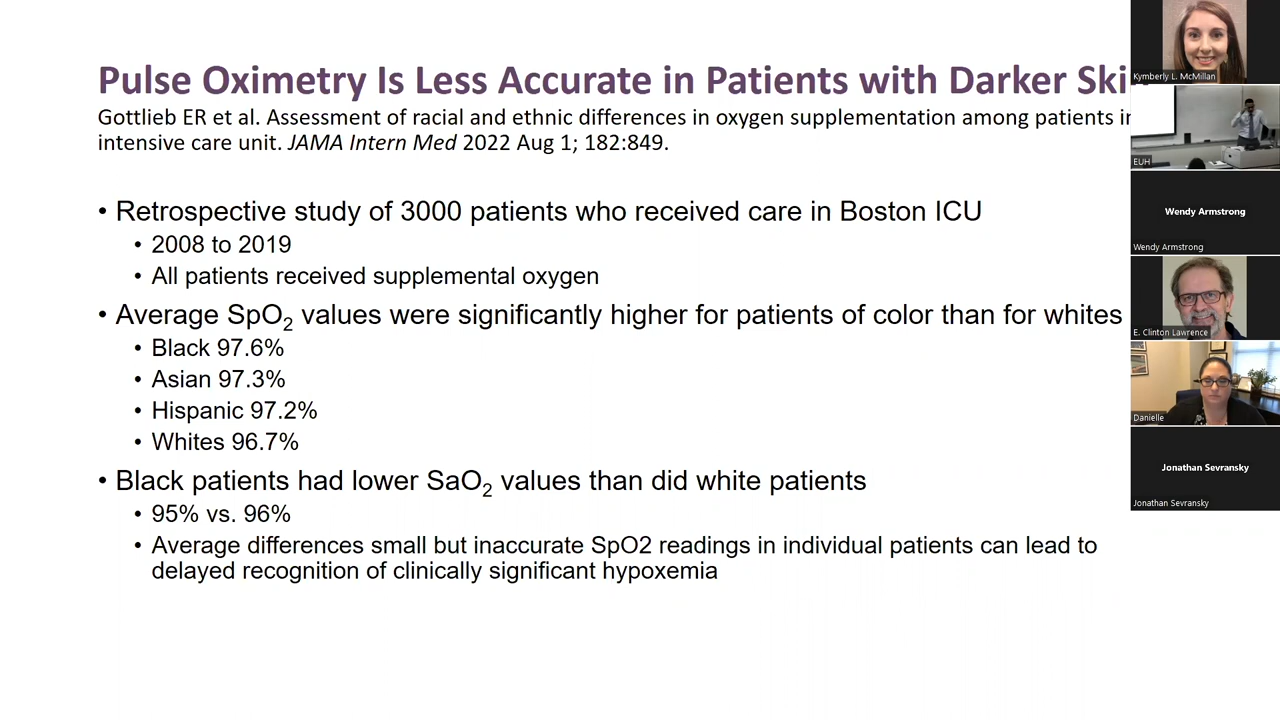 Pulse Oximetry Is Less Accurate in Patients with Darker Ski
Gottlieb ER et al. Assessment of racial and ethnic differences in oxygen supplementation among patients in
intensive care unit. JAMA Intern Med 2022 Aug 1; 182:849.
• Retrospective study of 3000 patients who received care in Boston ICU
• 2008 to 2019
• All patients received supplemental oxygen
• Average SpO2 values were significantly higher for patients of color than for whites
• Black 97.6%
• Asian 97.3%
• Hispanic 97.2%
• Whites 96.7%
• Black patients had lower SaO2 values than did white patients
• 95% vs. 96%
• Average differences small but inaccurate SpO2 readings in individual patients can lead to
delayed recognition of clinically significant hypoxemia
Kymberly L. McMillan
EUH
Wendy Armstrong
Wendy Armstrong
E. Clinton Lawrence
Danielle
Jonathan Sevransky
Jonathan Sevransky